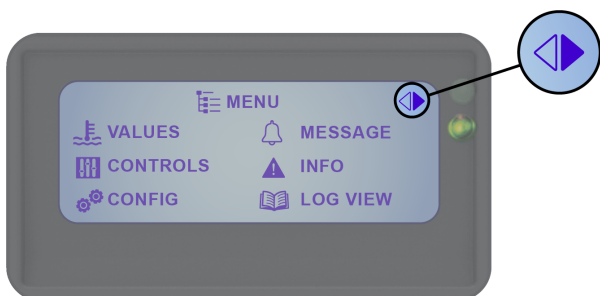 MENU
VALUES
MESSAGE
CONTROLS
INFO
CONFIG
LOG VIEW